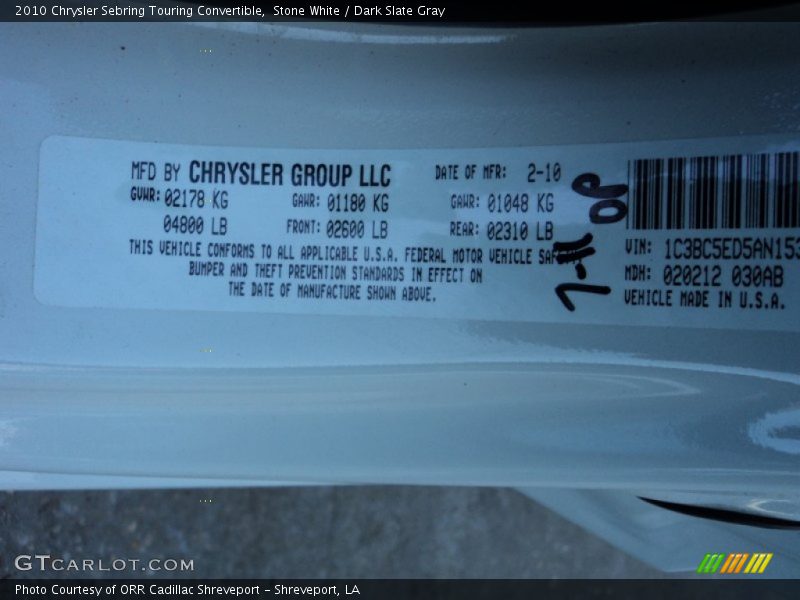 2010 Chrysler Sebring Touring Convertible, Stone White / Dark Slate Gray
MFD BY CHRYSLER GROUP LLC DATE OF MFR: 2-10
GVWR: 02178 KG GAWR: 01180 KG GAWR: 01048 KG
04800 LB FRONT: 02600 LB REAR: 02310 LB
THIS VEHICLE CONFORMS TO ALL APPLICABLE U.S.A. FEDERAL MOTOR VEHICLE
BUMPER AND THEFT PREVENTION STANDARDS IN EFFECT ON
THE DATE OF MANUFACTURE SHOWN ABOVE.
VIN: 1C3BC5ED5AN153
MDH: 020212 030AB
VEHICLE MADE IN U.S.A.
GTCARLOT.COM
Photo Courtesy of ORR Cadillac Shreveport - Shreveport, LA